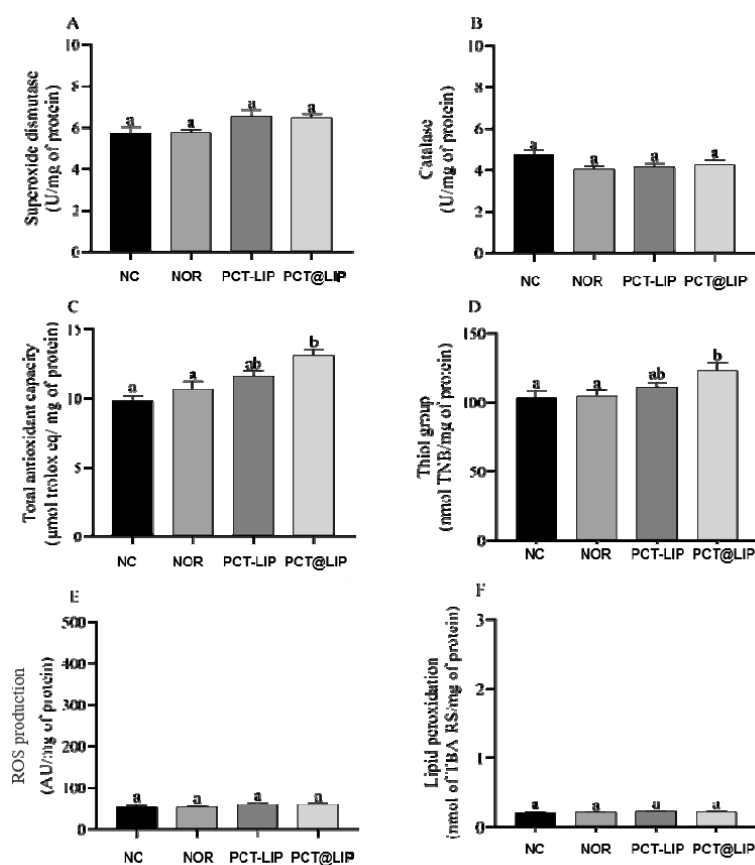 A
Superoxide dismutase
(U/mg of protein)
10
8
6
4
2
0
a
a
a
a
NC
NOR
PCT-LIP
PCT@LIP
B
Catalase
(U/mg of protein)
10
8
6
4
2
0
a
a
a
a
NC
NOR
PCT-LIP
PCT@LIP
C
Total antioxidant capacity
(µmol trolox eq/ mg of protein)
15
10
5
0
a
a
ab
b
NC
NOR
PCT-LIP
PCT@LIP
D
Thiol group
(nmol TNB/mg of protein)
150
100
50
0
a
a
ab
b
NC
NOR
PCT-LIP
PCT@LIP
E
ROS production
(AU/mg of protein)
500
400
300
200
100
0
a
a
a
a
NC
NOR
PCT-LIP
PCT@LIP
F
Lipid peroxidation
(nmol of TBA RS/mg of protein)
3
2
1
0
a
a
a
a
NC
NOR
PCT-LIP
PCT@LIP